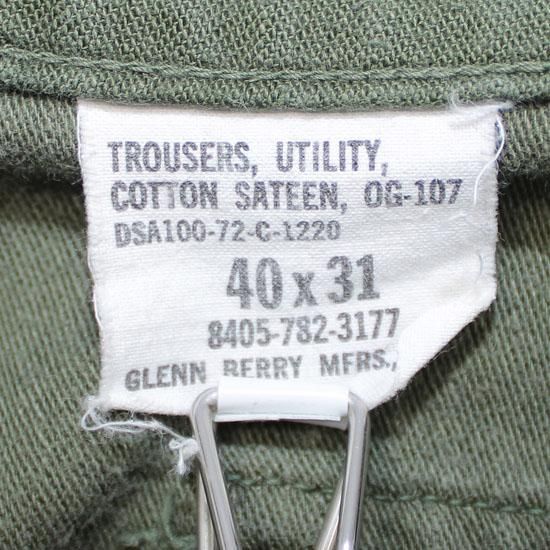 TROUSERS, UTILITY,
COTTON SATEEN, OG-107
DSA100-72-C-1220
40 x 31
8405-782-3177
GLENN BERRY MFRS.,